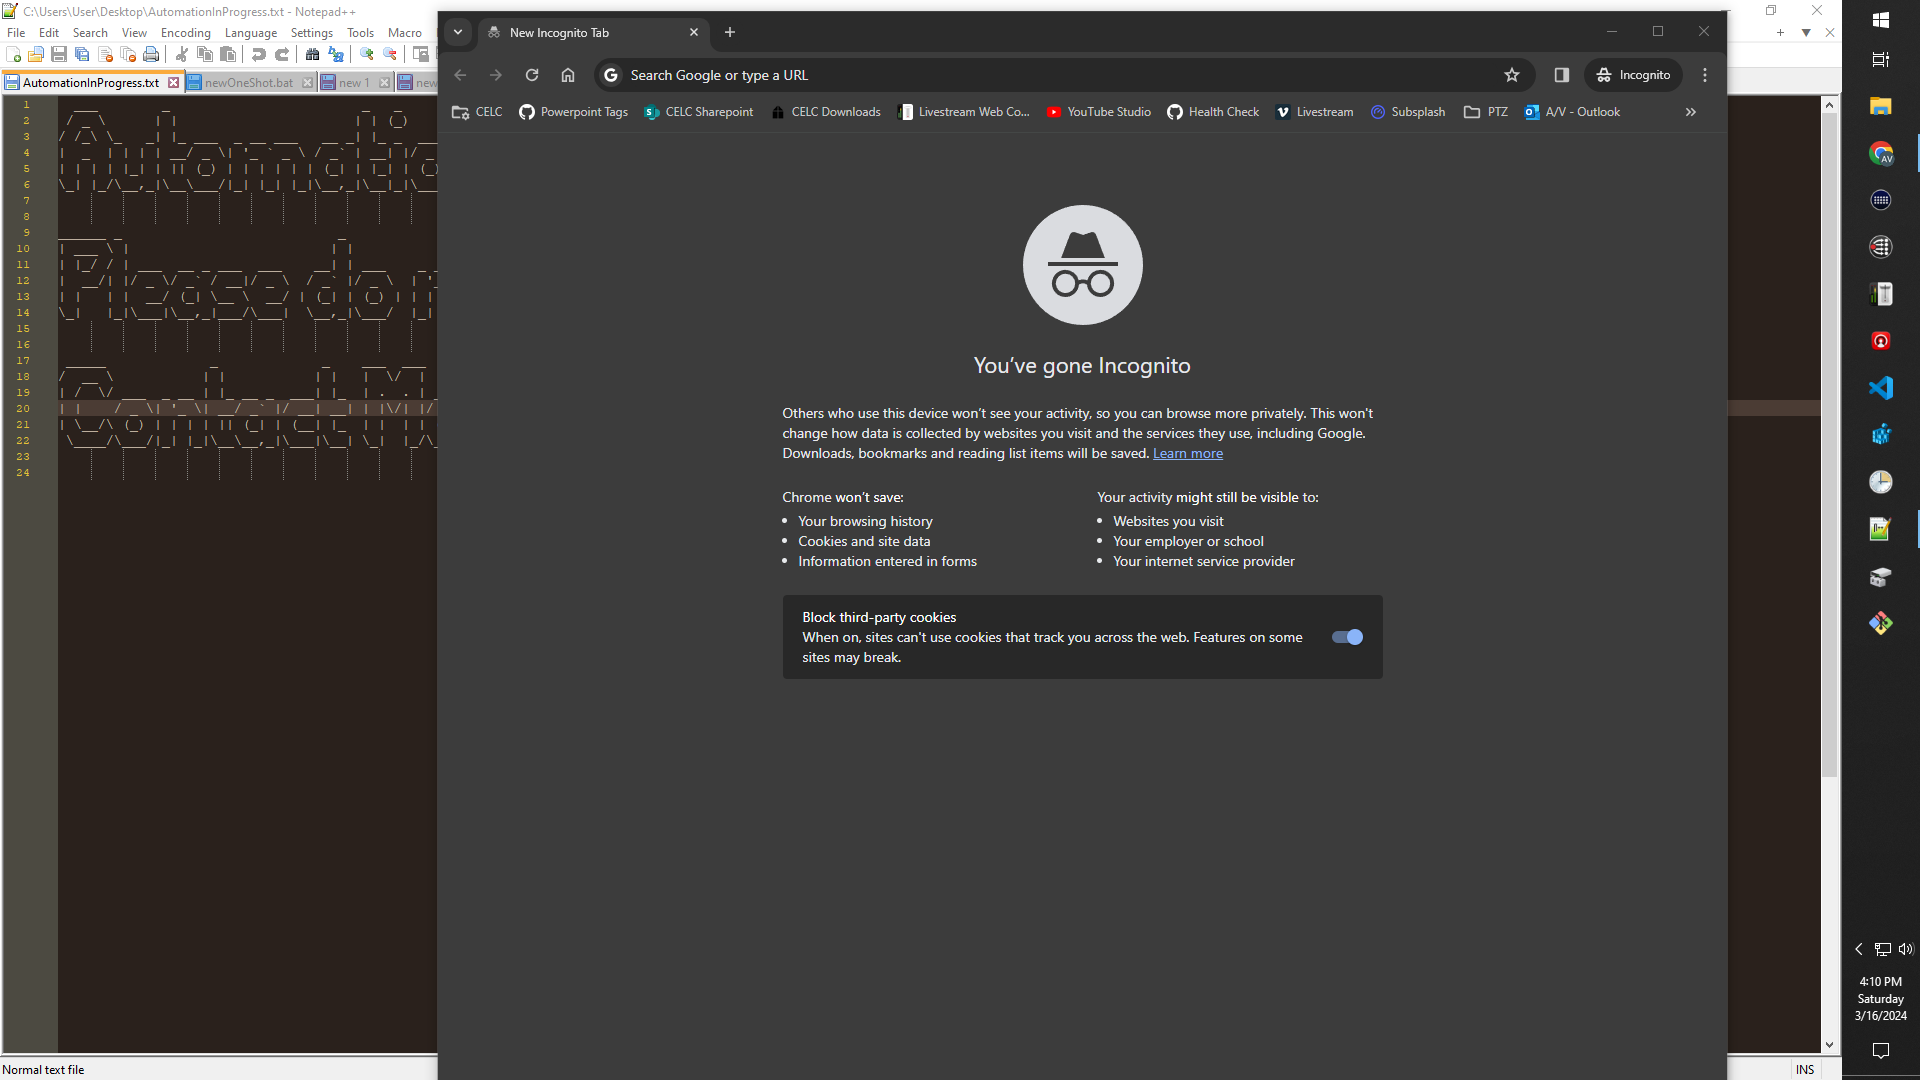 C:\Users\User\Desktop\AutomationInProgress.txt - Notepad++
File Edit Search View Encoding Language Settings Tools Macro
AutomationInProgress.txt newOneShot.bat new 1 new
Automatio
Please don
Contact M
1
2
3
4
5
6
7
8
9
10
11
12
13
14
15
16
17
18
19
20
21
22
23
24
Normal text file
INS
New Incognito Tab
Search Google or type a URL
Incognito
CELC Powerpoint Tags CELC Sharepoint CELC Downloads Livestream Web Co... YouTube Studio Health Check Livestream Subsplash PTZ A/V - Outlook
You've gone Incognito
Others who use this device won't see your activity, so you can browse more privately. This won't
change how data is collected by websites you visit and the services they use, including Google.
Downloads, bookmarks and reading list items will be saved. Learn more
Chrome won't save:
Your browsing history
Cookies and site data
Information entered in forms
Your activity might still be visible to:
Websites you visit
Your employer or school
Your internet service provider
Block third-party cookies
When on, sites can't use cookies that track you across the web. Features on some
sites may break.
AV
4:10 PM
Saturday
3/16/2024